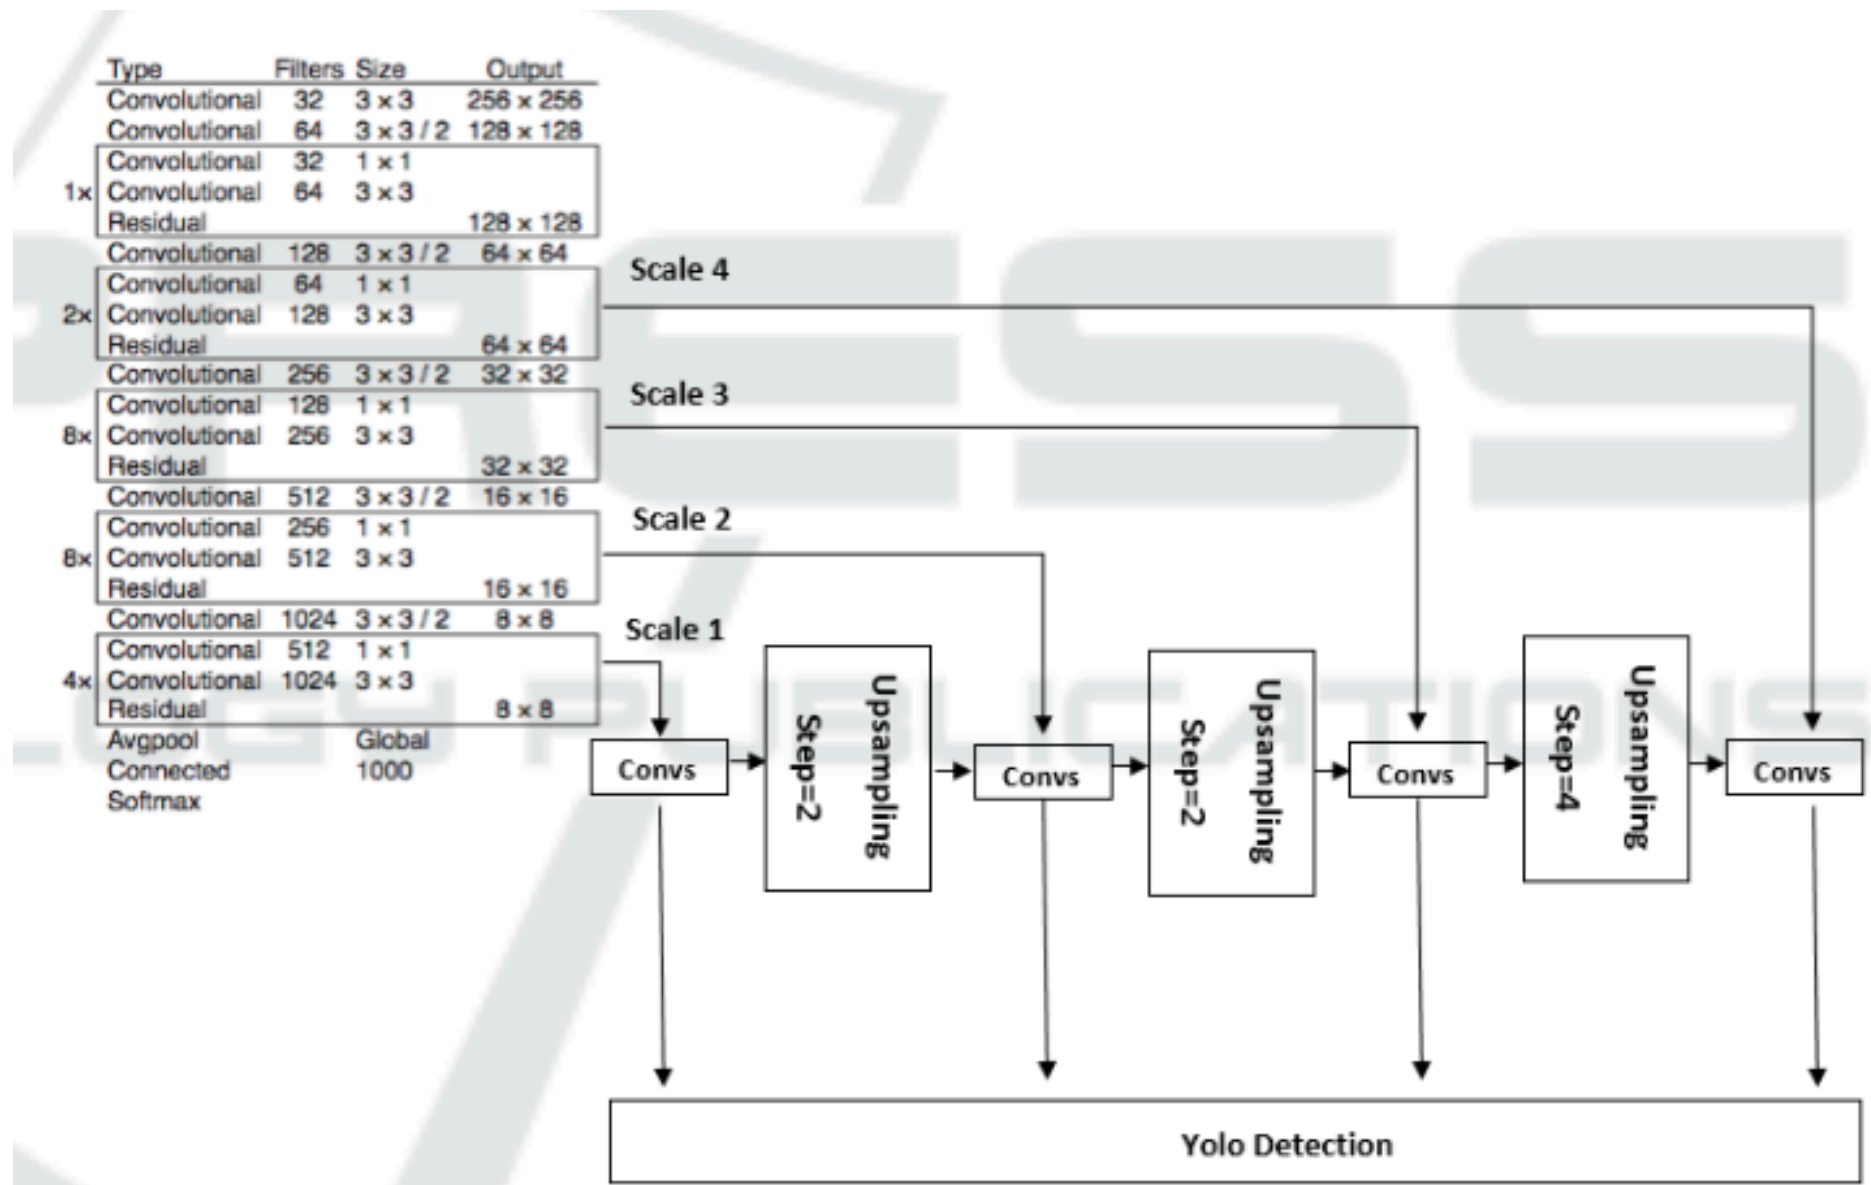 Type Filters Size Output
Convolutional 32 3 × 3 256 × 256
Convolutional 64 3 × 3 / 2 128 × 128
Convolutional 32 1 × 1
1× Convolutional 64 3 × 3
Residual 128 × 128
Convolutional 128 3 × 3 / 2 64 × 64
Convolutional 64 1 × 1
2× Convolutional 128 3 × 3
Residual 64 × 64
Convolutional 256 3 × 3 / 2 32 × 32
Convolutional 128 1 × 1
8× Convolutional 256 3 × 3
Residual 32 × 32
Convolutional 512 3 × 3 / 2 16 × 16
Convolutional 256 1 × 1
8× Convolutional 512 3 × 3
Residual 16 × 16
Convolutional 1024 3 × 3 / 2 8 × 8
Convolutional 512 1 × 1
4× Convolutional 1024 3 × 3
Residual 8 × 8
Avgpool Global
Connected 1000
Softmax
Scale 4
Scale 3
Scale 2
Scale 1
Convs
Upsampling
Step=2
Convs
Upsampling
Step=2
Convs
Upsampling
Step=4
Convs
Yolo Detection
PUBLICATIONS